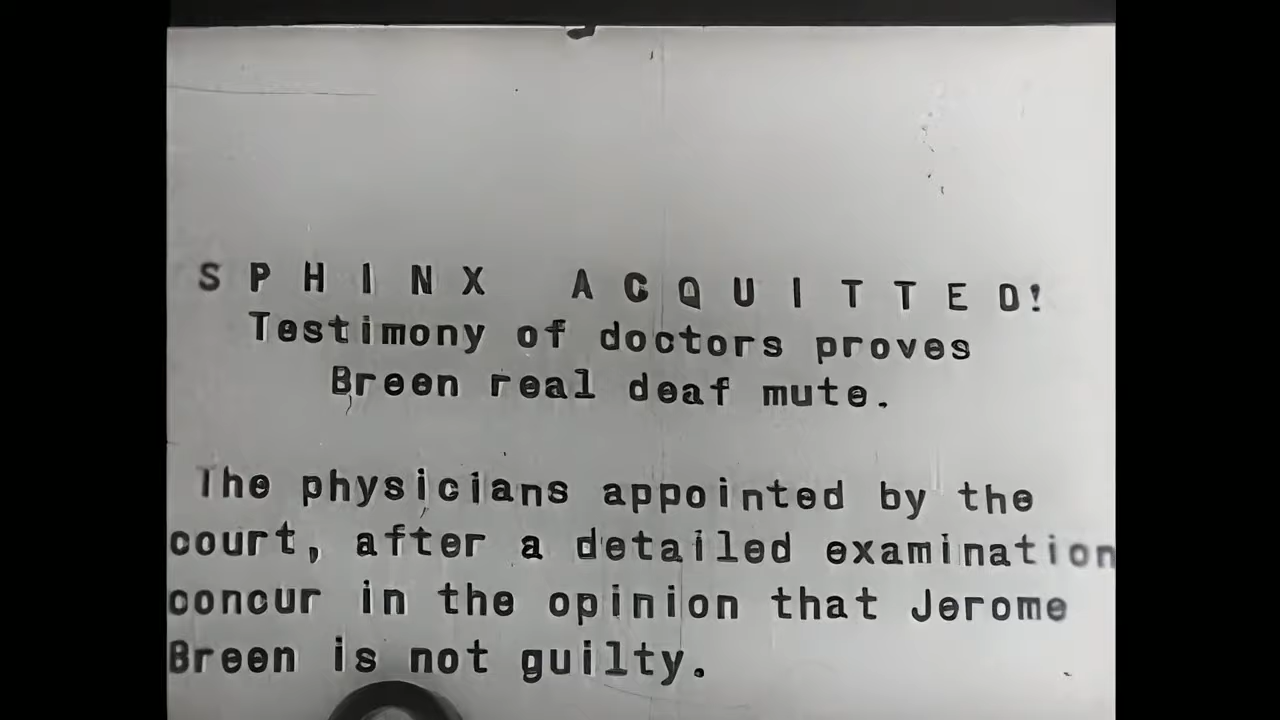 SPHINX ACQUITTED!
Testimony of doctors proves
Breen real deaf mute.
The physicians appointed by the
court, after a detailed examination
concur in the opinion that Jerome
Breen is not guilty.